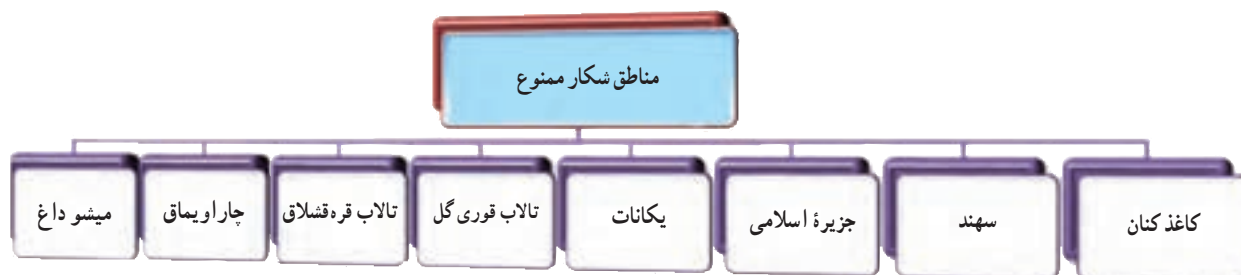 مناطق شکار ممنوع
کاغذ کنان
سهند
جزیرهٔ اسلامی
یکانات
تالاب قوری گل
تالاب قره قشلاق
چاراویماق
میشو داغ